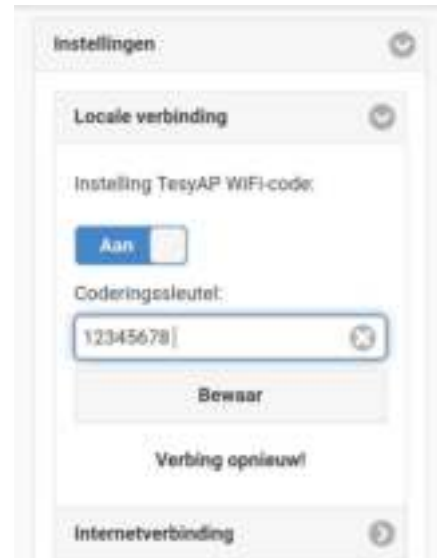 Instellingen
Locale verbinding
Instelling TesyAP WiFi-code:
Aan
Coderingssleutel:
12345678
Bewaar
Verbing opnieuw!
Internetverbinding